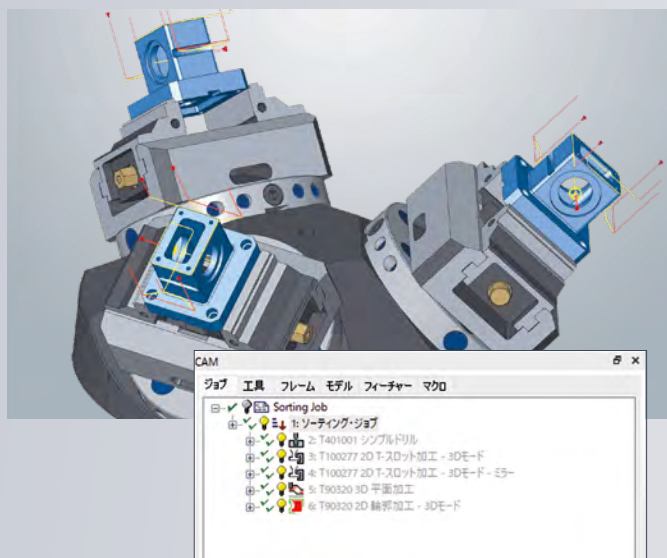 CAM
ジョブ 工具 フレーム モデル フィーチャー マクロ
Sorting Job
1: ソーティング・ジョブ
2: T401001 シンプルドリル
3: T100277 2D T-スロット加工 - 3Dモード
4: T100277 2D T-スロット加工 - 3Dモード - ミラー
5: T90320 3D 平面加工
6: T90320 2D 輪郭加工 - 3Dモード